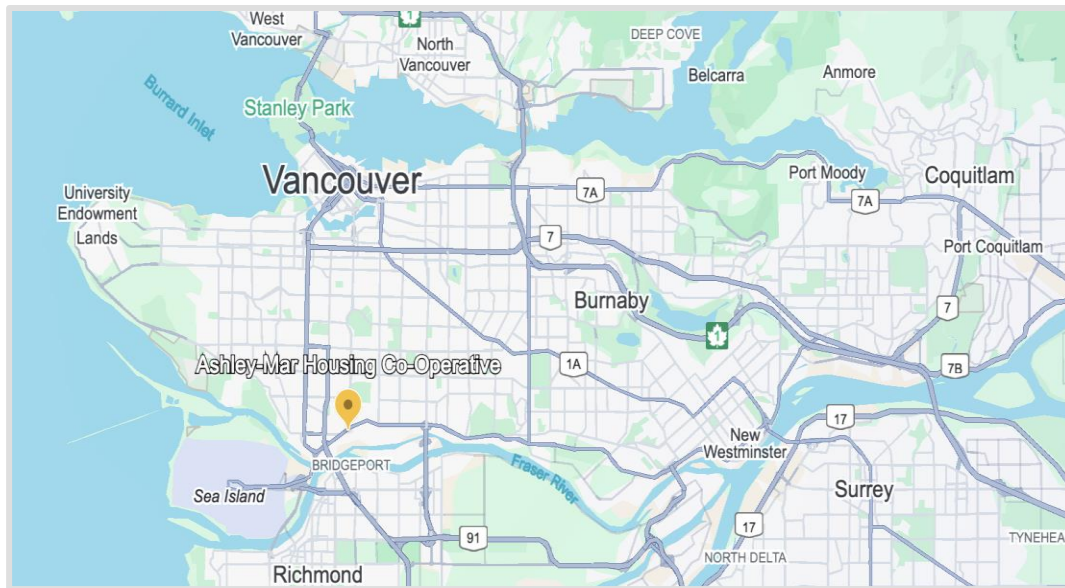 West
Vancouver
1
North
Vancouver
DEEP COVE
Belcarra
Anmore
Burrard Inlet
Stanley Park
Vancouver
7A
Port Moody
7A
Coquitlam
University
Endowment
Lands
7
Port Coquitlam
Burnaby
7
1
Ashley-Mar Housing Co-Operative
1A
7B
17
New
Westminster
BRIDGEPORT
Fraser River
Sea Island
Surrey
17
91
TYNEHEA
NORTH DELTA
Richmond